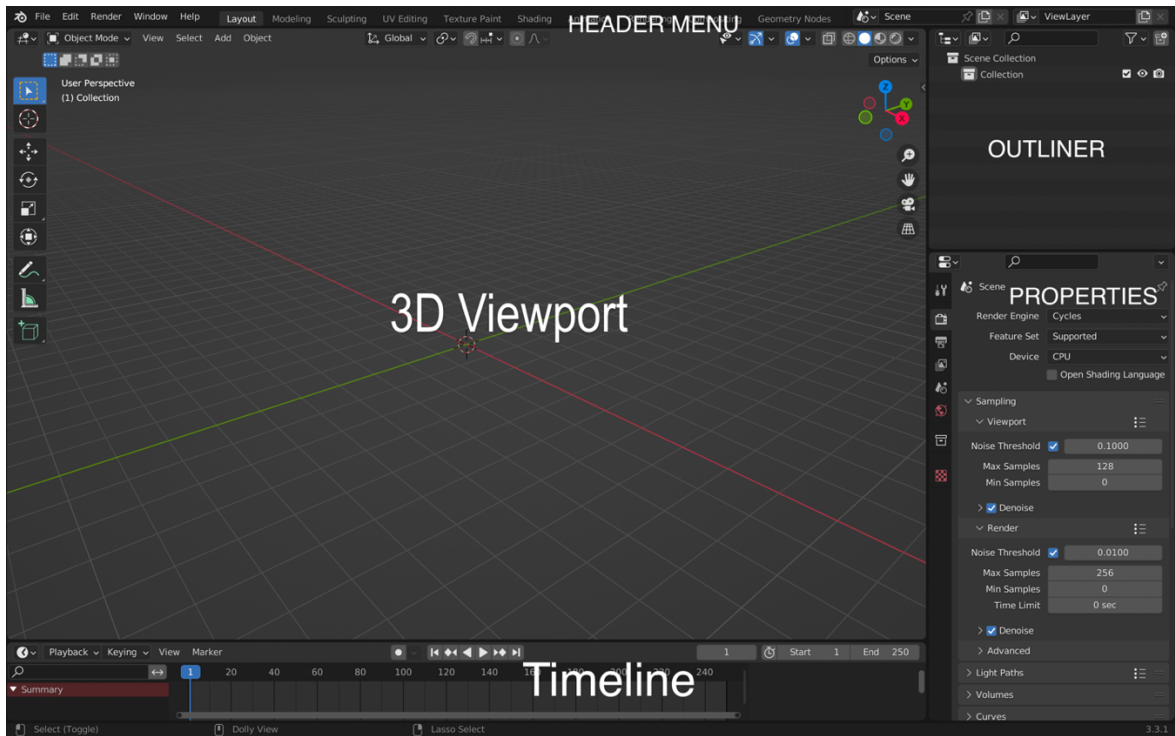 File Edit Render Window Help Layout Modeling Sculpting UV Editing Texture Paint Shading Geometry Nodes Scene ViewLayer
HEADER MENU
Object Mode View Select Add Object Global
Options
User Perspective
(1) Collection
Z
Y
X
Scene Collection
Collection
OUTLINER
3D Viewport
Scene
PROPERTIES
Render Engine Cycles
Feature Set Supported
Device CPU
Open Shading Language
Sampling
Viewport
Noise Threshold 0.1000
Max Samples 128
Min Samples 0
Denoise
Render
Noise Threshold 0.0100
Max Samples 256
Min Samples 0
Time Limit 0 sec
Denoise
Advanced
Light Paths
Volumes
Curves
Playback Keying View Marker 1 Start 1 End 250
1 20 40 60 80 100 120 140 240
Timeline
Summary
Select (Toggle) Dolly View Lasso Select 3.3.1